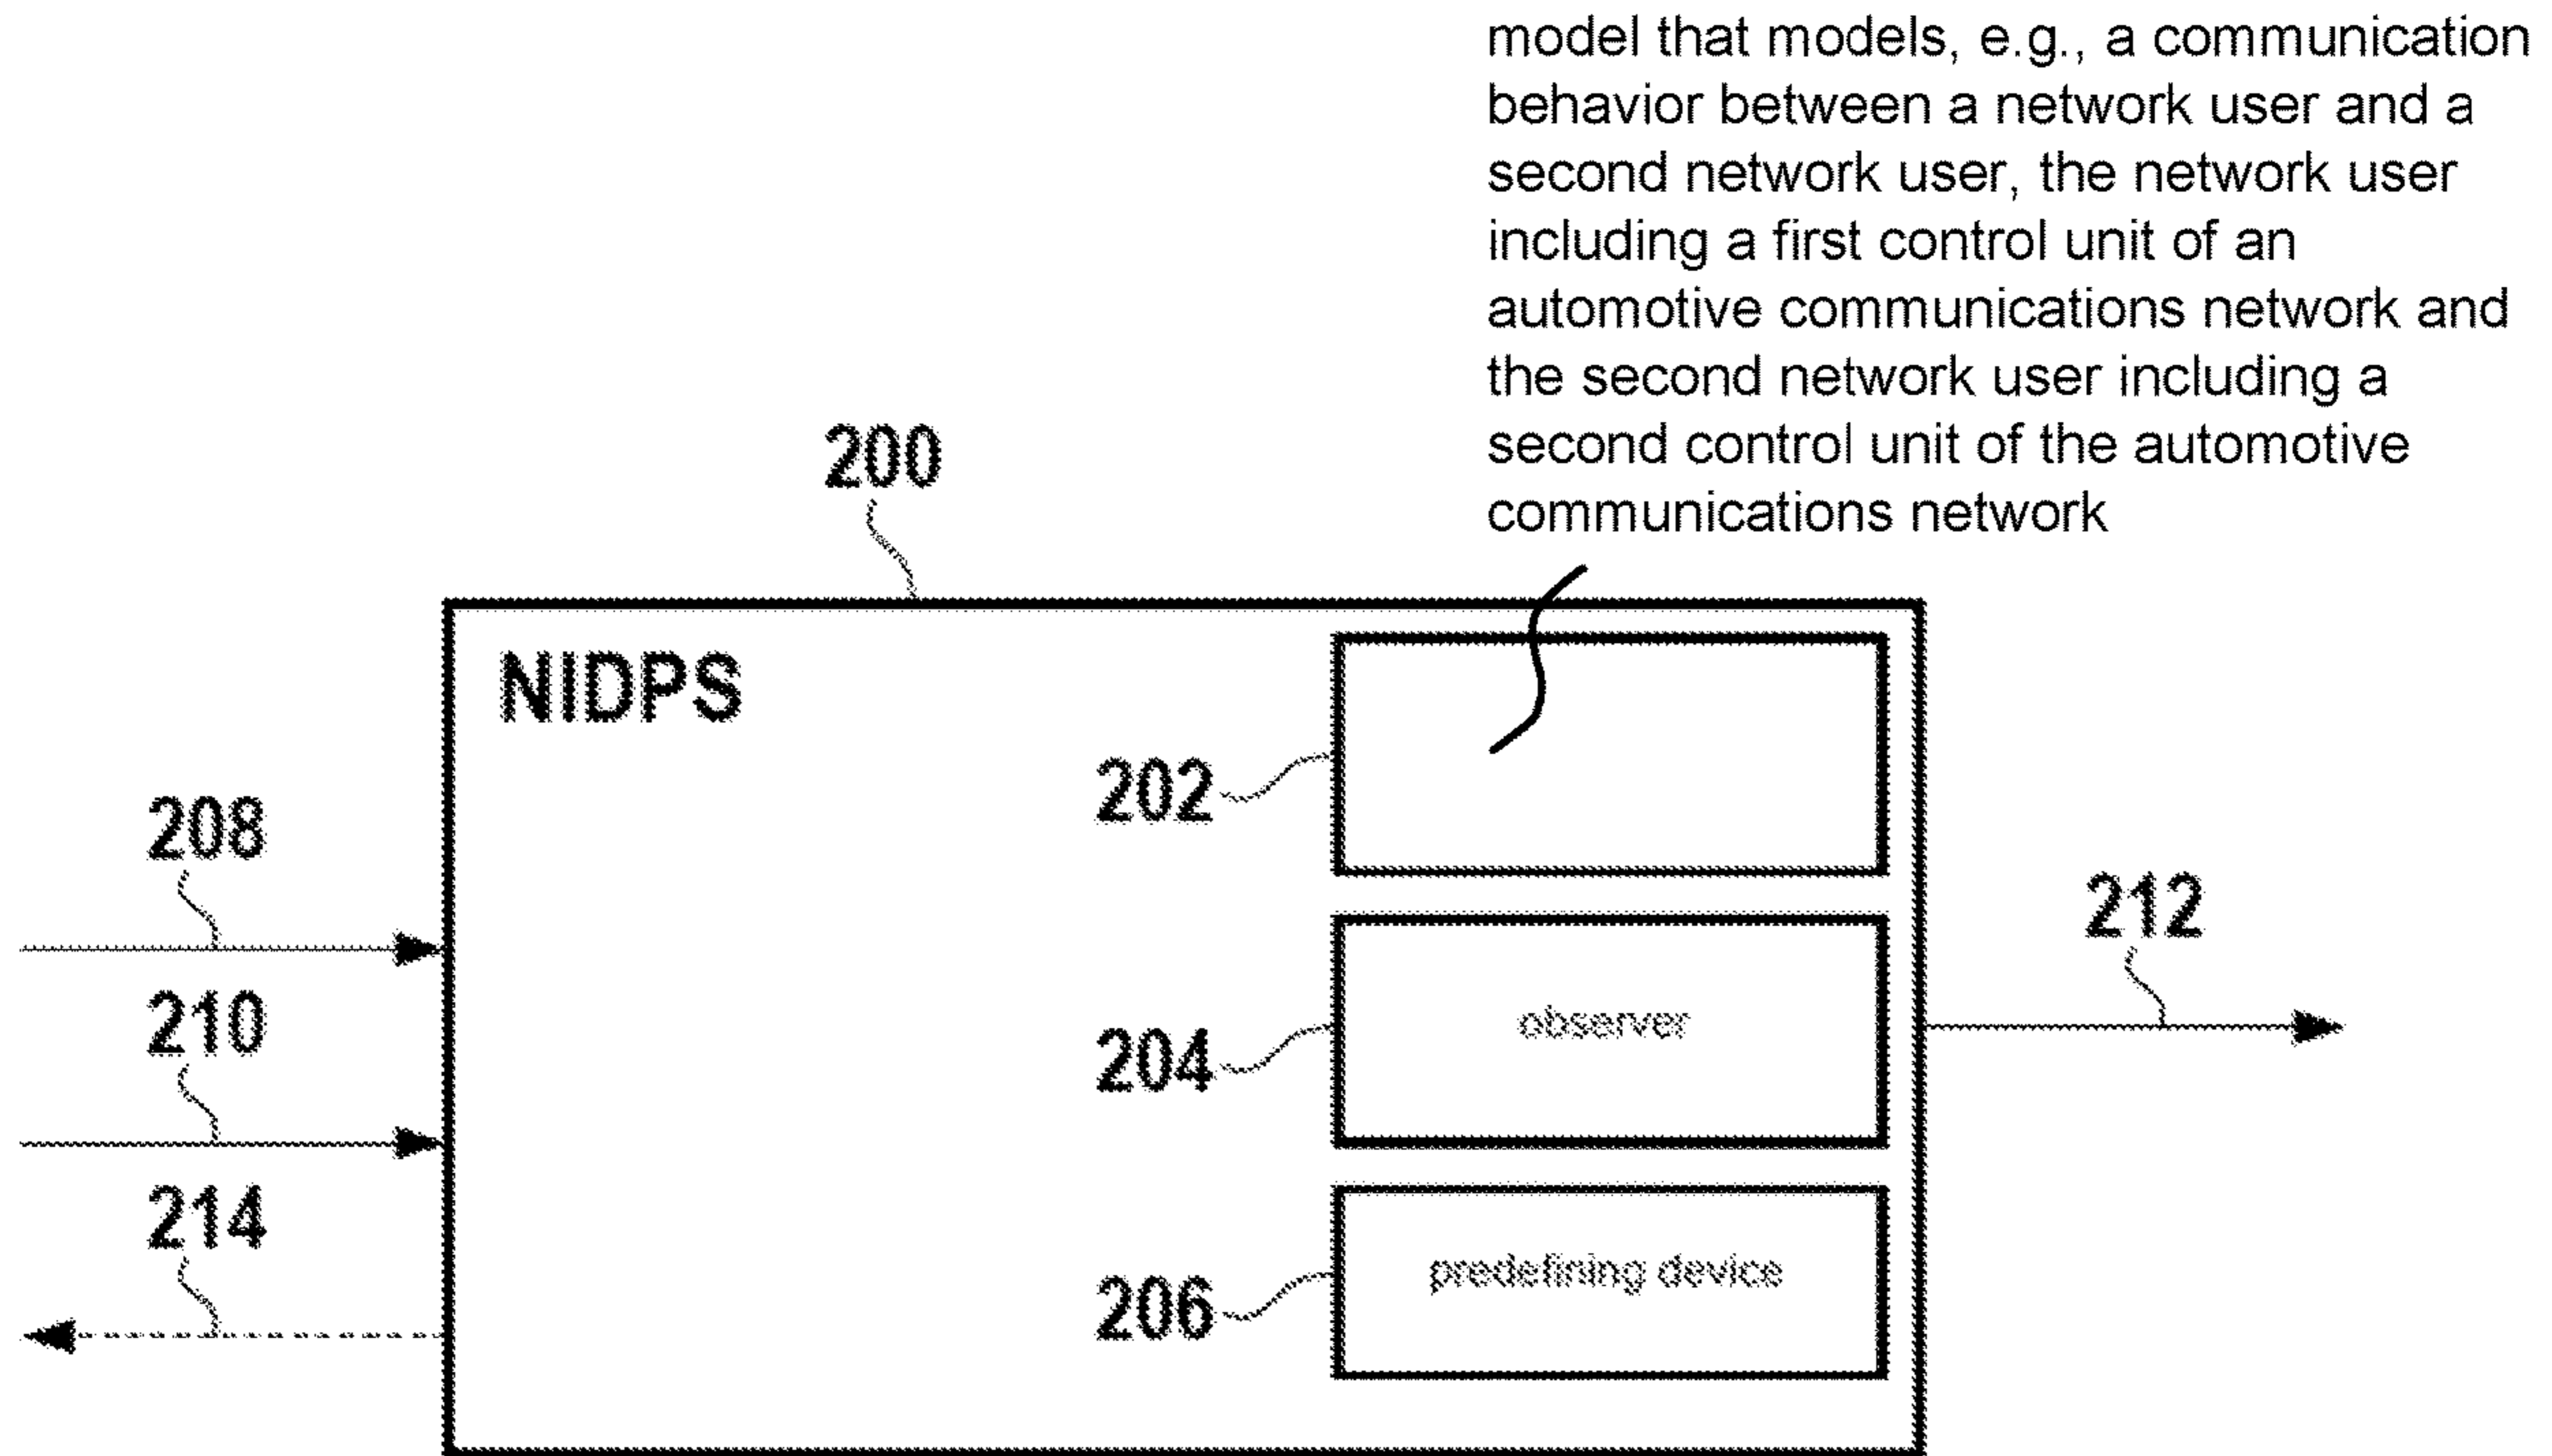 model that models, e.g., a communication
behavior between a network user and a
second network user, the network user
including a first control unit of an
automotive communications network and
the second network user including a
second control unit of the automotive
communications network
200
NIDPS
202
208
212
210
204
observer
214
206
predefining device